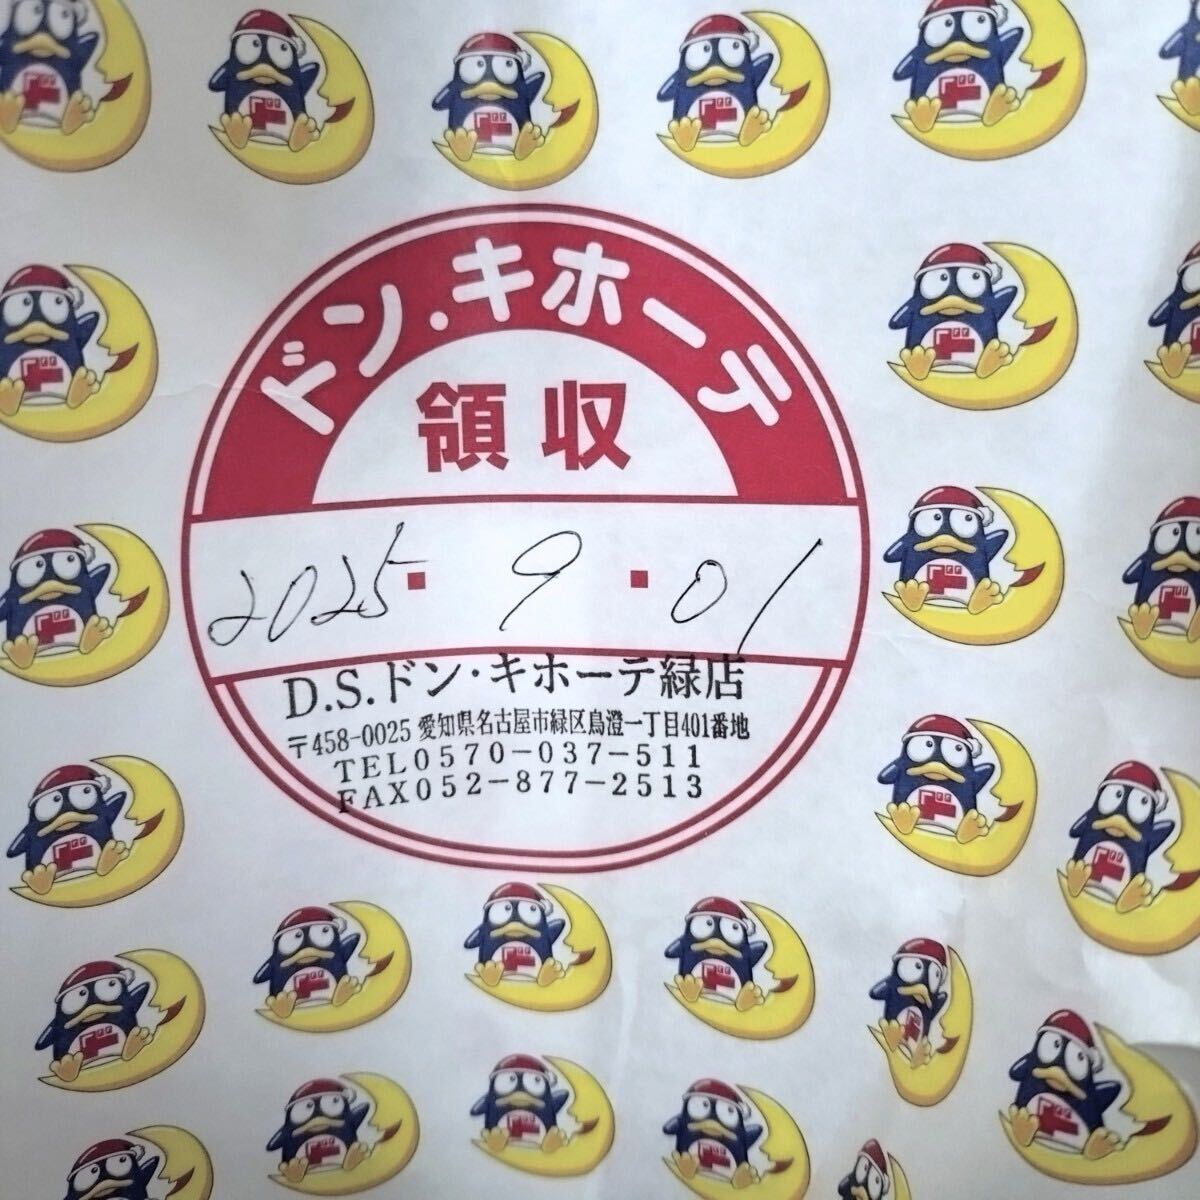 ドン.キホーテ
領収
2025.9.01
D.S.ドン・キホーテ緑店
〒458-0025 愛知県名古屋市緑区鳥澄一丁目401番地
TEL0570-037-511
FAX052-877-2513
ド